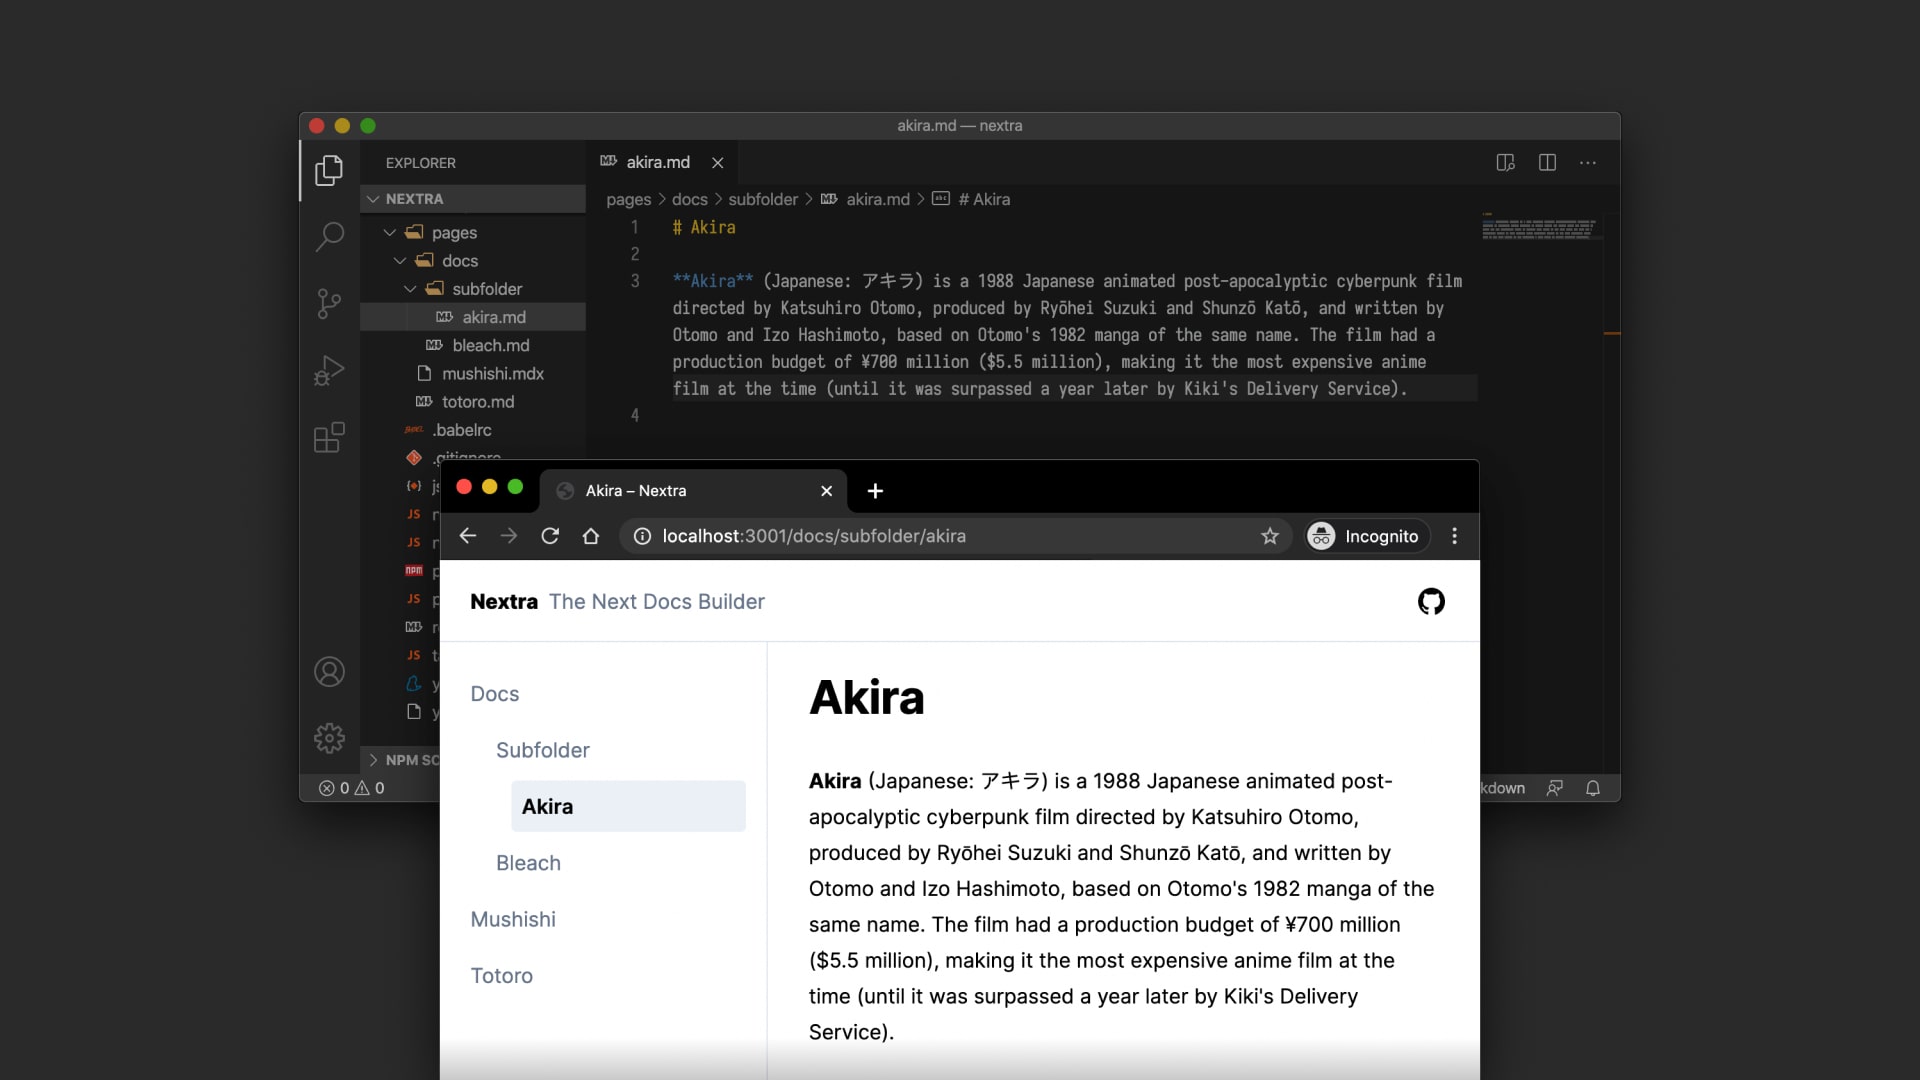 akira.md — nextra
EXPLORER
NEXTRA
pages
docs
subfolder
akira.md
bleach.md
mushishi.mdx
totoro.md
.babelrc
.gitignore
JS
JS
JS
JS
NPM SC
0 0
akira.md
pages > docs > subfolder > akira.md > # Akira
1 # Akira
2
3 **Akira** (Japanese: アキラ) is a 1988 Japanese animated post-apocalyptic cyberpunk film
directed by Katsuhiro Otomo, produced by Ryōhei Suzuki and Shunzō Katō, and written by
Otomo and Izo Hashimoto, based on Otomo's 1982 manga of the same name. The film had a
production budget of ¥700 million ($5.5 million), making it the most expensive anime
film at the time (until it was surpassed a year later by Kiki's Delivery Service).
4
kdown
Akira – Nextra
localhost:3001/docs/subfolder/akira
Incognito
Nextra The Next Docs Builder
Docs
Subfolder
Akira
Bleach
Mushishi
Totoro
Akira
Akira (Japanese: アキラ) is a 1988 Japanese animated post-
apocalyptic cyberpunk film directed by Katsuhiro Otomo,
produced by Ryōhei Suzuki and Shunzō Katō, and written by
Otomo and Izo Hashimoto, based on Otomo's 1982 manga of the
same name. The film had a production budget of ¥700 million
($5.5 million), making it the most expensive anime film at the
time (until it was surpassed a year later by Kiki's Delivery
Service).